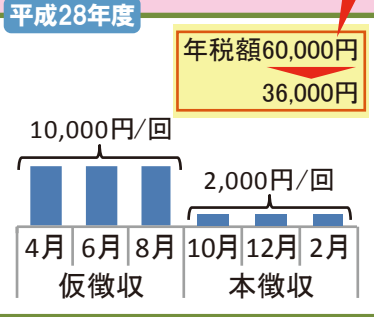 平成28年度
年税額60,000円
36,000円
10,000円/回
2,000円/回
4月 6月 8月 10月 12月 2月
仮徴収 本徴収